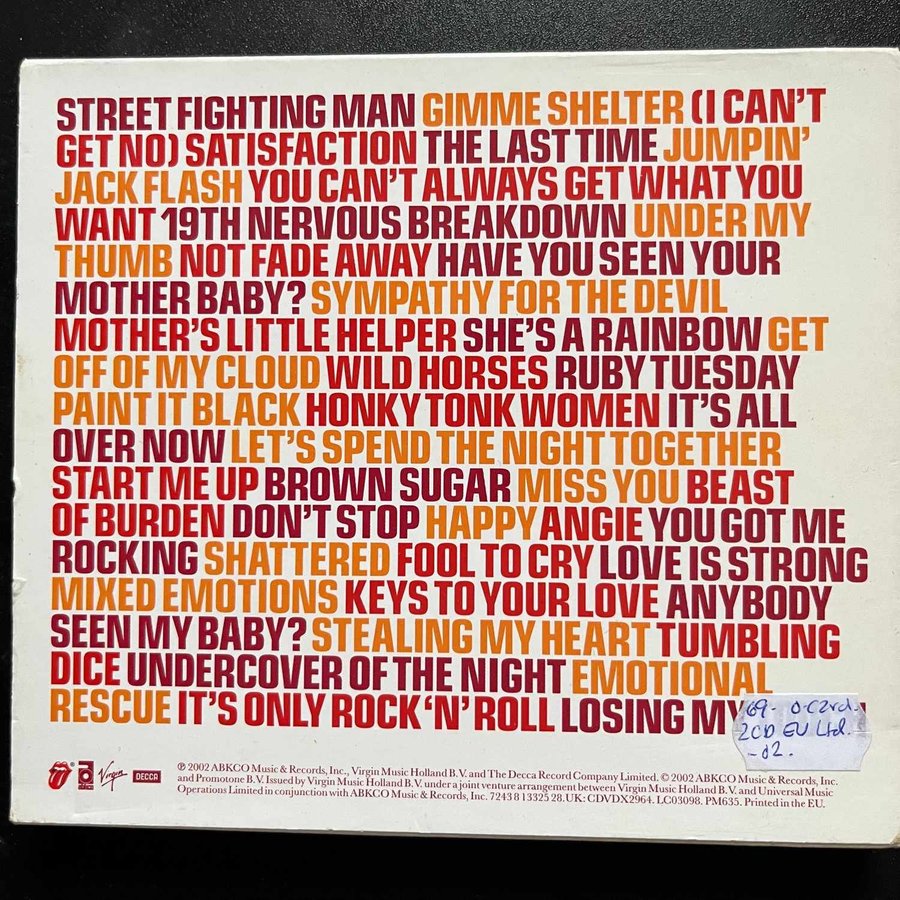 STREET FIGHTING MAN GIMME SHELTER (I CAN'T
GET NO) SATISFACTION THE LAST TIME JUMPIN'
JACK FLASH YOU CAN'T ALWAYS GET WHAT YOU
WANT 19TH NERVOUS BREAKDOWN UNDER MY
THUMB NOT FADE AWAY HAVE YOU SEEN YOUR
MOTHER BABY? SYMPATHY FOR THE DEVIL
MOTHER'S LITTLE HELPER SHE'S A RAINBOW GET
OFF OF MY CLOUD WILD HORSES RUBY TUESDAY
PAINT IT BLACK HONKY TONK WOMEN IT'S ALL
OVER NOW LET'S SPEND THE NIGHT TOGETHER
START ME UP BROWN SUGAR MISS YOU BEAST
OF BURDEN DON'T STOP HAPPY ANGIE YOU GOT ME
ROCKING SHATTERED FOOL TO CRY LOVE IS STRONG
MIXED EMOTIONS KEYS TO YOUR LOVE ANYBODY
SEEN MY BABY? STEALING MY HEART TUMBLING
DICE UNDERCOVER OF THE NIGHT EMOTIONAL
RESCUE IT'S ONLY ROCK 'N' ROLL LOSING MY
69-
2CD EU Ltd.
-02.
Virgin
DECCA
℗ 2002 ABKCO Music & Records, Inc., Virgin Music Holland B.V. and The Decca Record Company Limited. © 2002 ABKCO Music & Records, Inc.
and Promotone B.V. Issued by Virgin Music Holland B.V. under a joint venture arrangement between Virgin Music Holland B.V. and Universal Music
Operations Limited in conjunction with ABKCO Music & Records, Inc. 7243 8 13325 28. UK: CDVDX2964. LC03098. PM635. Printed in the EU.